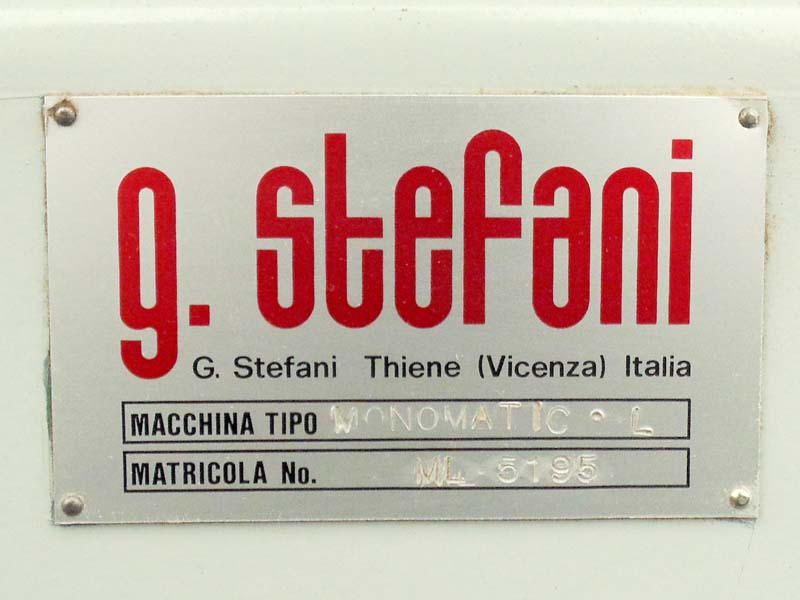 g. stefani
G. Stefani Thiene (Vicenza) Italia
MACCHINA TIPO MONOMATIC · L
MATRICOLA No. ML 5195